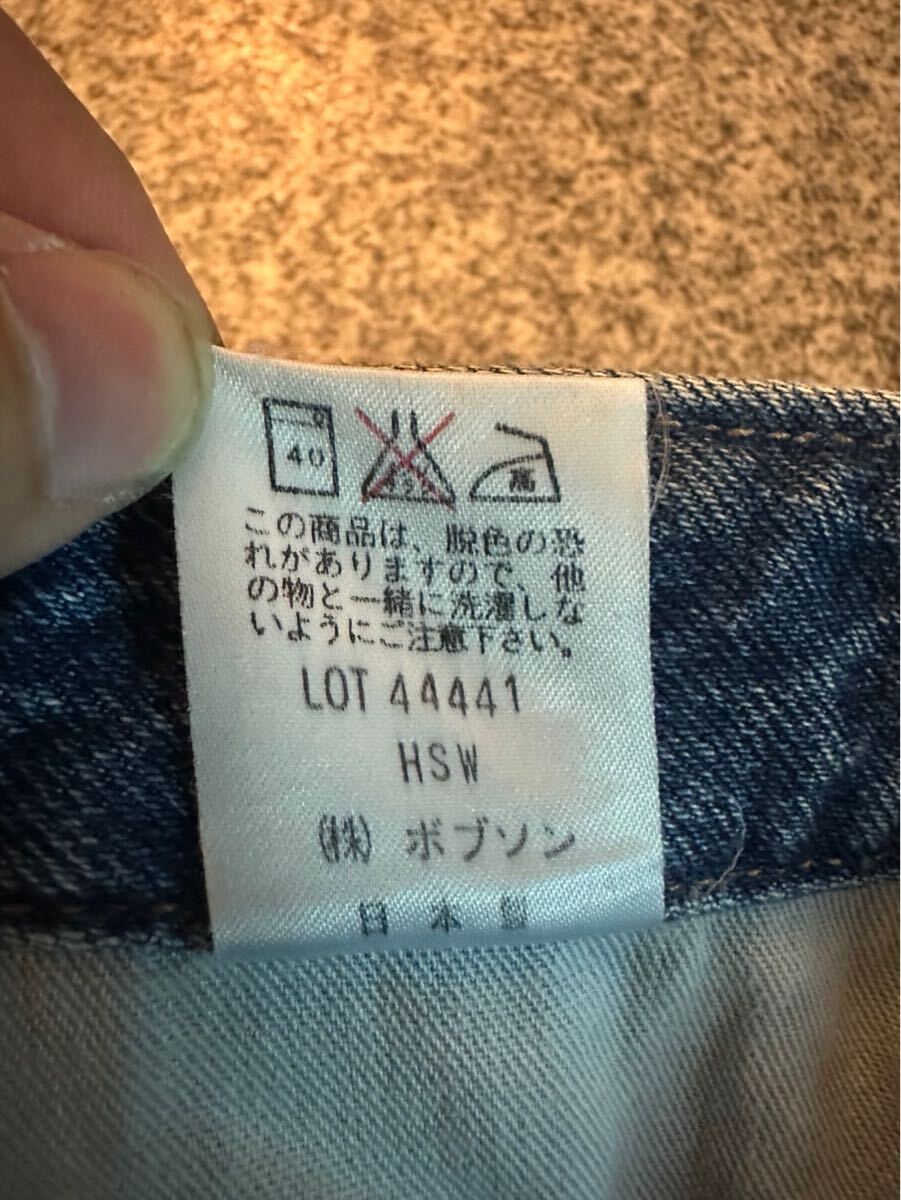 40
高
この商品は、脱色の恐
れがありますので、他
の物と一緒に洗濯しな
いようにご注意下さい。
LOT 44441
HSW
(株) ボブソン
日本製